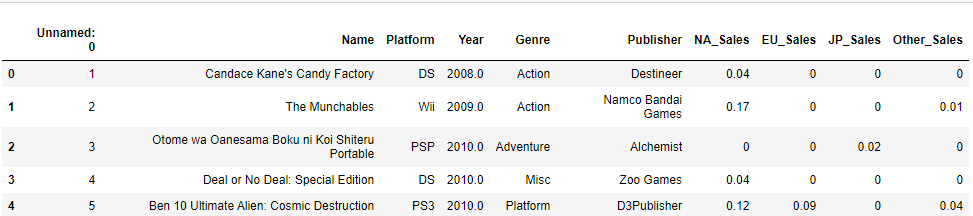 Unnamed: 0 Name Platform Year Genre Publisher NA_Sales EU_Sales JP_Sales Other_Sales
0 1 Candace Kane's Candy Factory DS 2008.0 Action Destineer 0.04 0 0 0
1 2 The Munchables Wii 2009.0 Action Namco Bandai Games 0.17 0 0 0.01
2 3 Otome wa Oanesama Boku ni Koi Shiteru Portable PSP 2010.0 Adventure Alchemist 0 0 0.02 0
3 4 Deal or No Deal: Special Edition DS 2010.0 Misc Zoo Games 0.04 0 0 0
4 5 Ben 10 Ultimate Alien: Cosmic Destruction PS3 2010.0 Platform D3Publisher 0.12 0.09 0 0.04